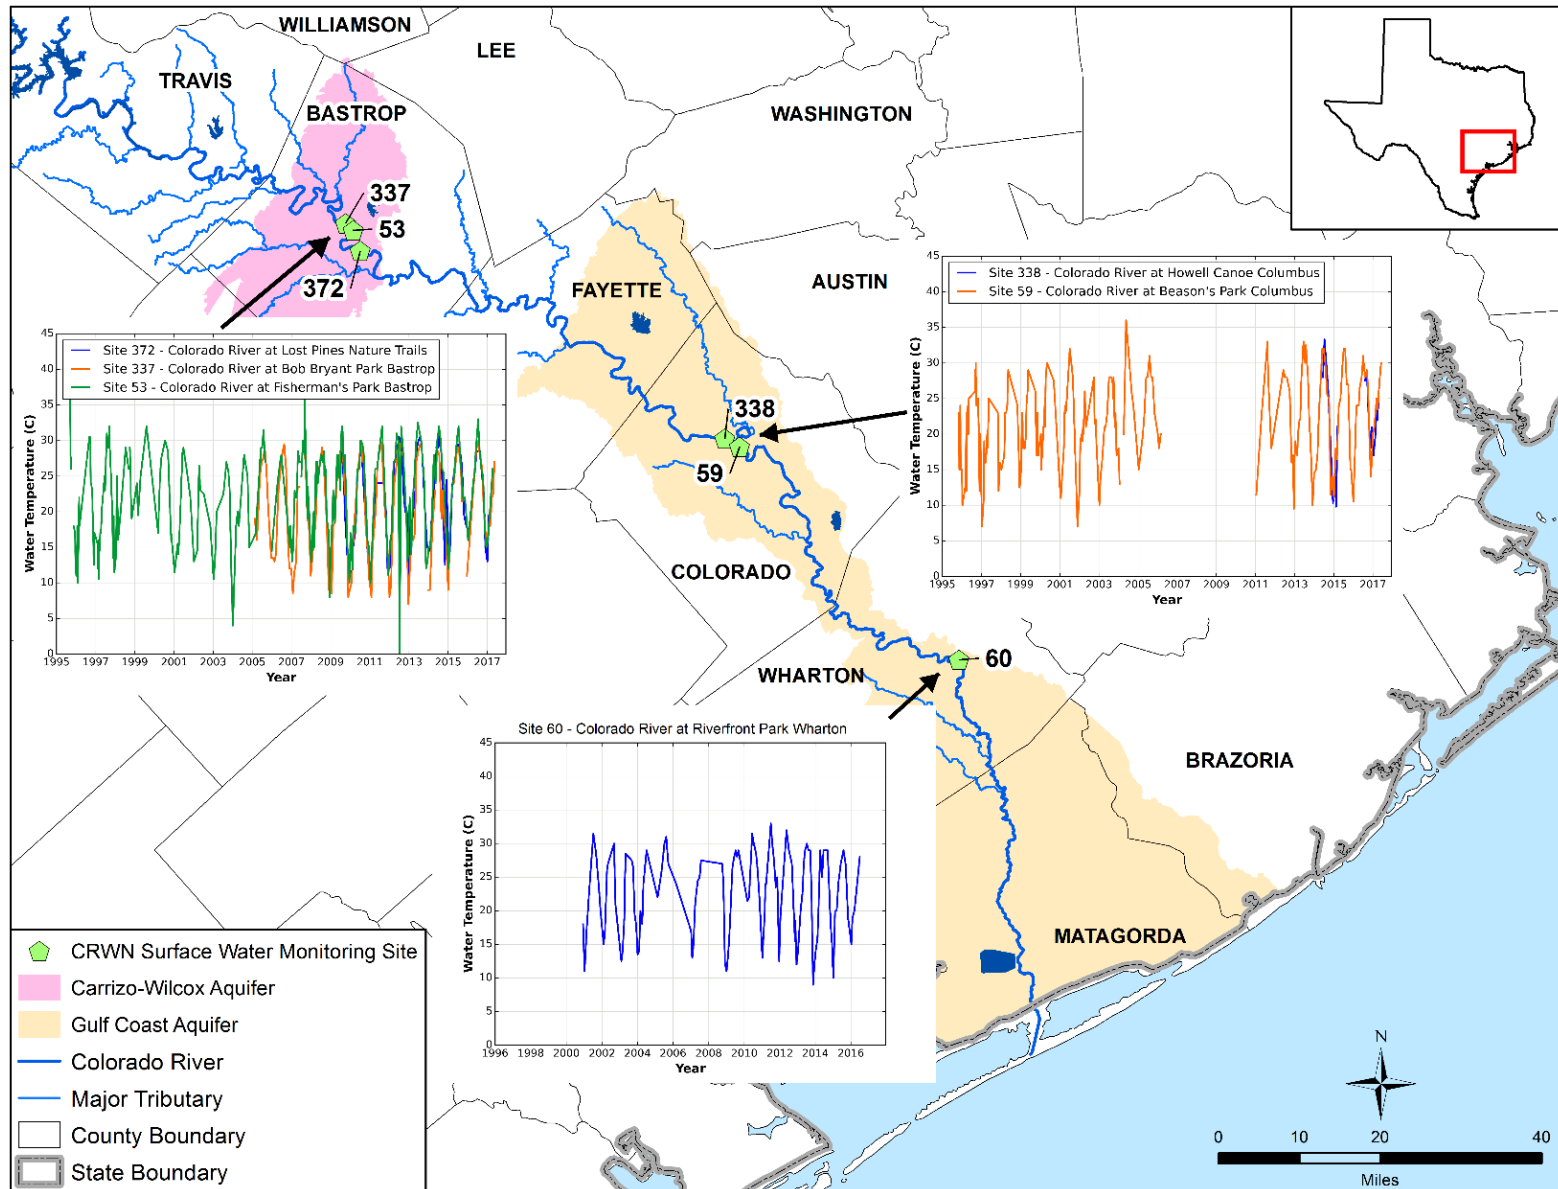 WILLIAMSON
LEE
TRAVIS
BASTROP
WASHINGTON
337
53
372
FAYETTE
AUSTIN
338
59
COLORADO
WHARTON
60
BRAZORIA
MATAGORDA
45
40
35
30
25
20
15
10
5
0
Water Temperature (C)
Site 372 - Colorado River at Lost Pines Nature Trails
Site 337 - Colorado River at Bob Bryant Park Bastrop
Site 53 - Colorado River at Fisherman's Park Bastrop
1995 1997 1999 2001 2003 2005 2007 2009 2011 2013 2015 2017
Year
45
40
35
30
25
20
15
10
5
0
Water Temperature (C)
Site 338 - Colorado River at Howell Canoe Columbus
Site 59 - Colorado River at Beason's Park Columbus
1995 1997 1999 2001 2003 2005 2007 2009 2011 2013 2015 2017
Year
Site 60 - Colorado River at Riverfront Park Wharton
45
40
35
30
25
20
15
10
5
0
Water Temperature (C)
1996 1998 2000 2002 2004 2006 2008 2010 2012 2014 2016
Year
CRWN Surface Water Monitoring Site
Carrizo-Wilcox Aquifer
Gulf Coast Aquifer
Colorado River
Major Tributary
County Boundary
State Boundary
N
0 10 20 40
Miles